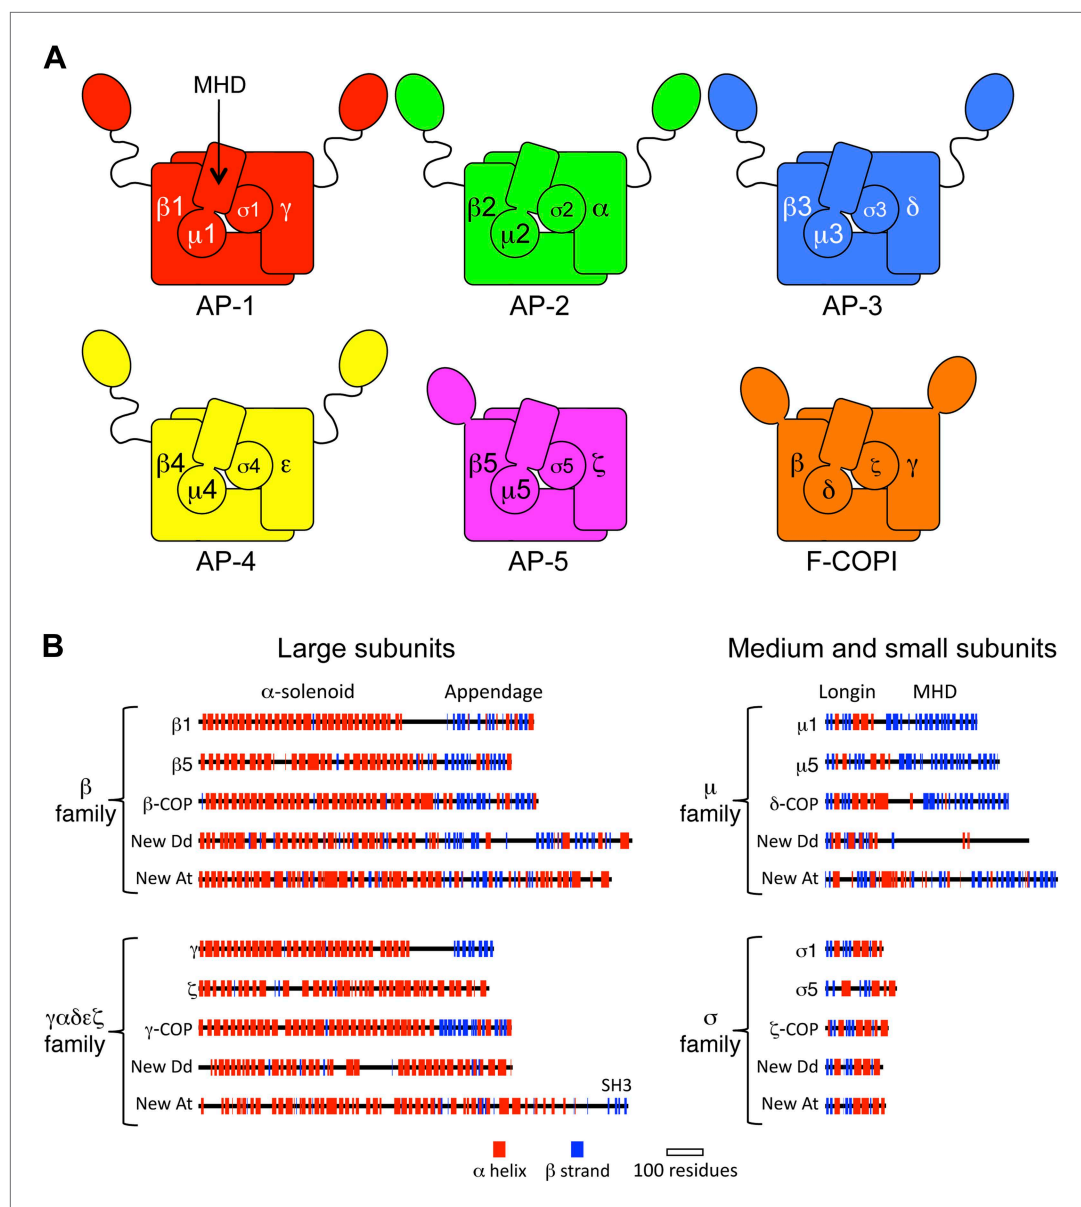 A
MHD
β1 μ1 σ1 γ
β2 μ2 σ2 α
β3 μ3 σ3 δ
AP-1 AP-2 AP-3
β4 μ4 σ4 ε
β5 μ5 σ5 ζ
β δ ζ γ
AP-4 AP-5 F-COPI
B
Large subunits
α-solenoid Appendage
β family
β1
β5
β-COP
New Dd
New At
γαδεζ family
γ
ζ
γ-COP
New Dd
New At
SH3
Medium and small subunits
Longin MHD
μ family
μ1
μ5
δ-COP
New Dd
New At
σ family
σ1
σ5
ζ-COP
New Dd
New At
α helix β strand 100 residues